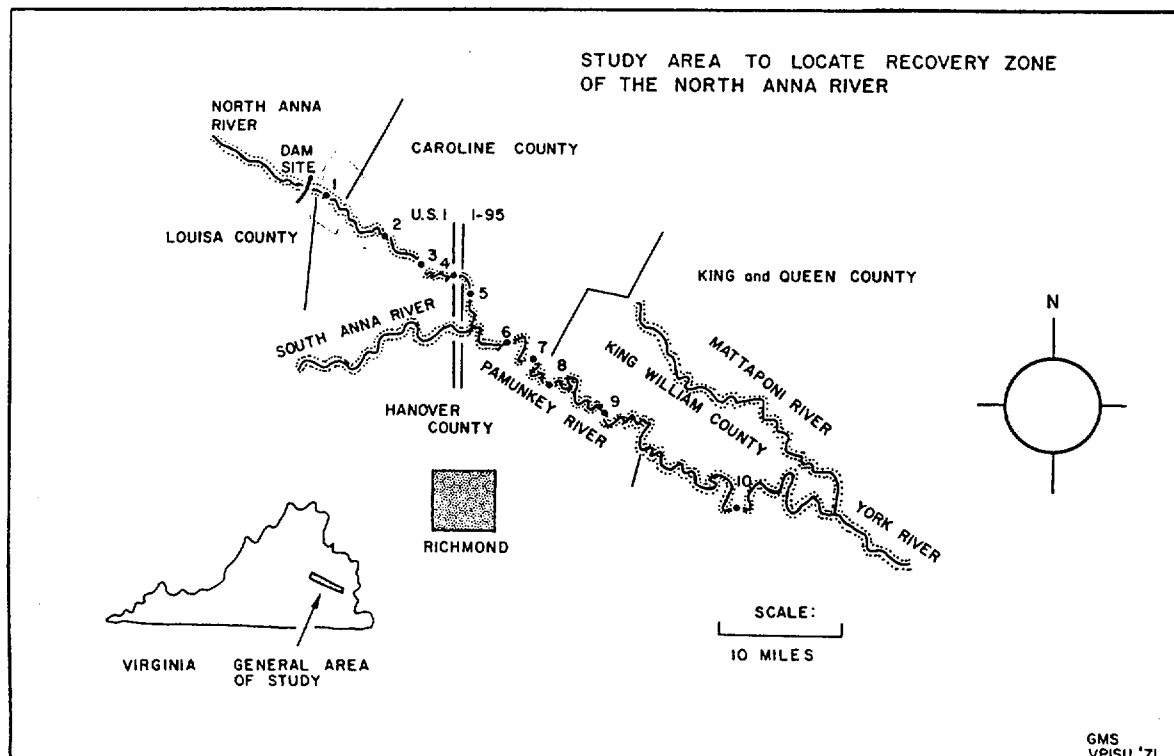 STUDY AREA TO LOCATE RECOVERY ZONE
OF THE NORTH ANNA RIVER
NORTH ANNA
RIVER
DAM
SITE
1
CAROLINE COUNTY
LOUISA COUNTY
2
U.S. 1
I-95
3
4
5
KING and QUEEN COUNTY
N
SOUTH ANNA RIVER
6
7
8
9
MATTAPONI RIVER
KING WILLIAM COUNTY
PAMUNKEY RIVER
HANOVER
COUNTY
10
YORK RIVER
RICHMOND
SCALE:
10 MILES
VIRGINIA
GENERAL AREA
OF STUDY
GMS
VPISU '71